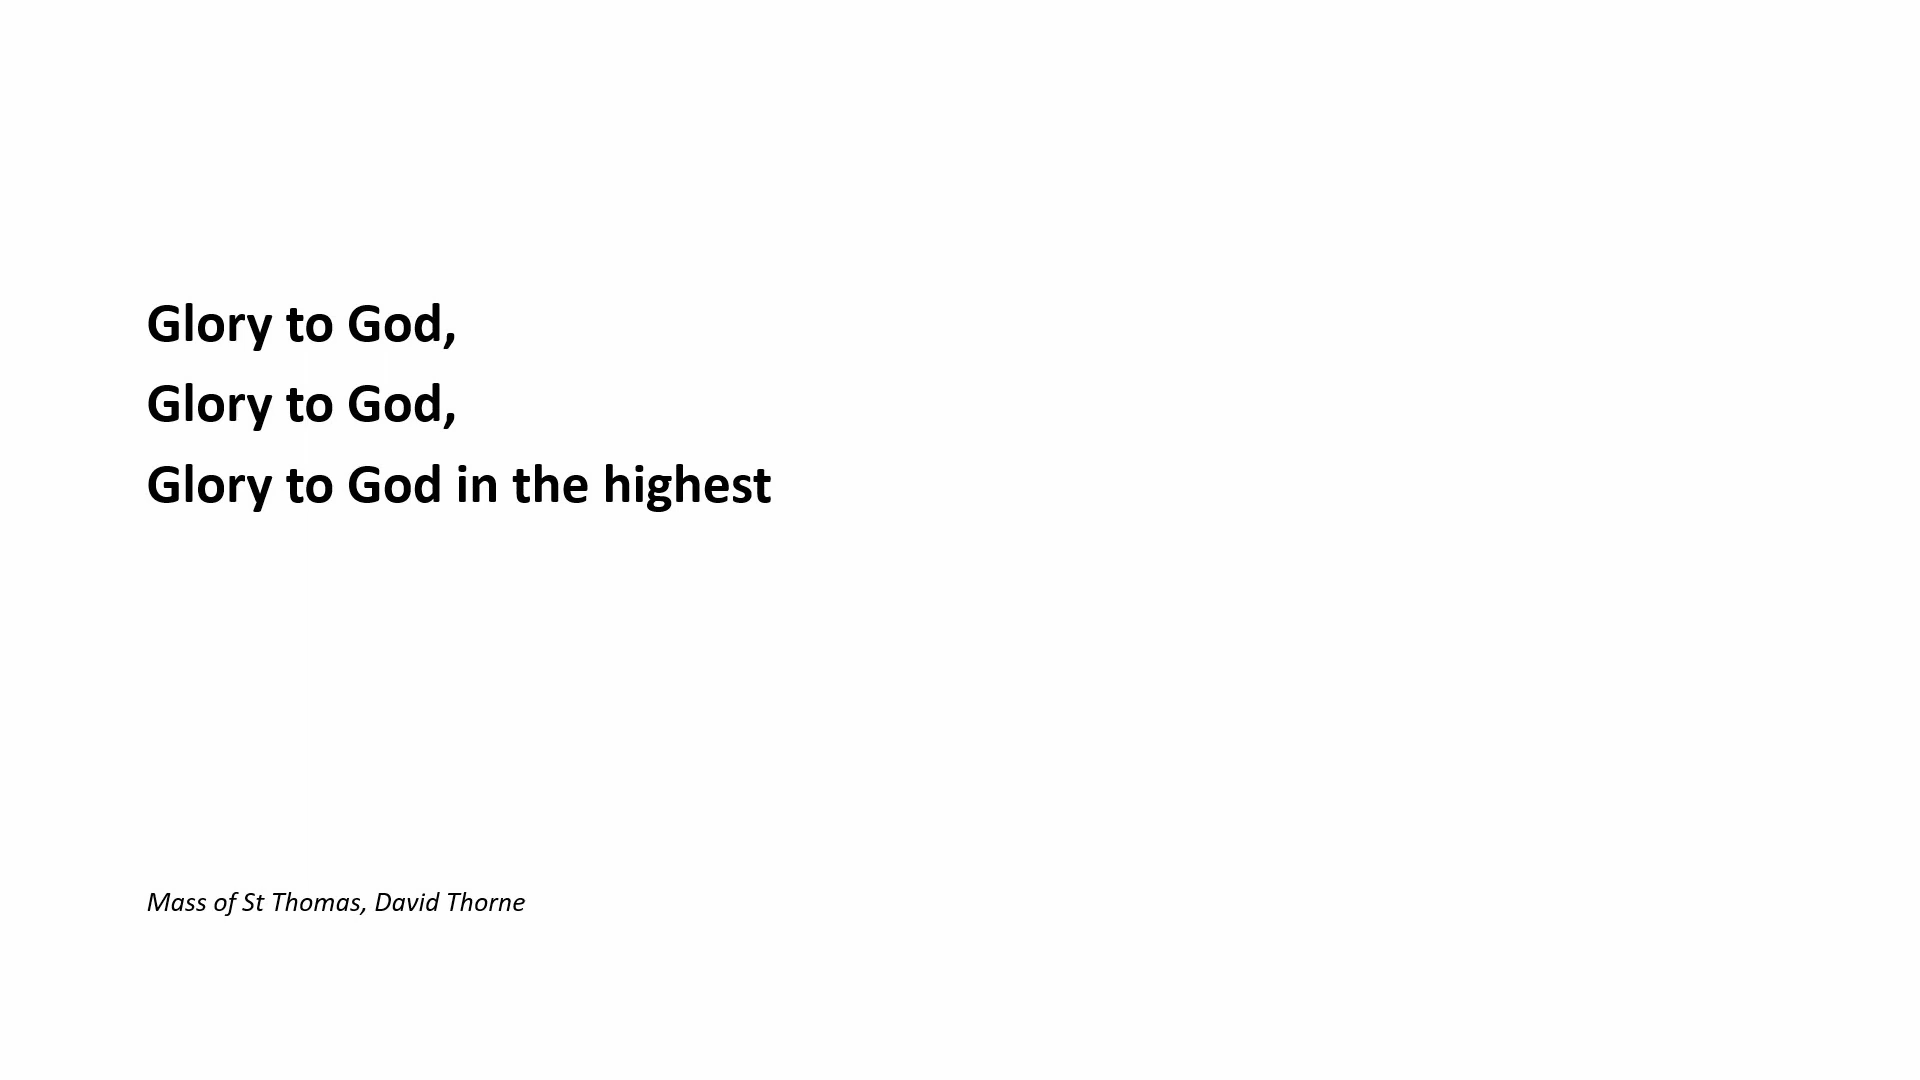 Glory to God,
Glory to God,
Glory to God in the highest
Mass of St Thomas, David Thorne